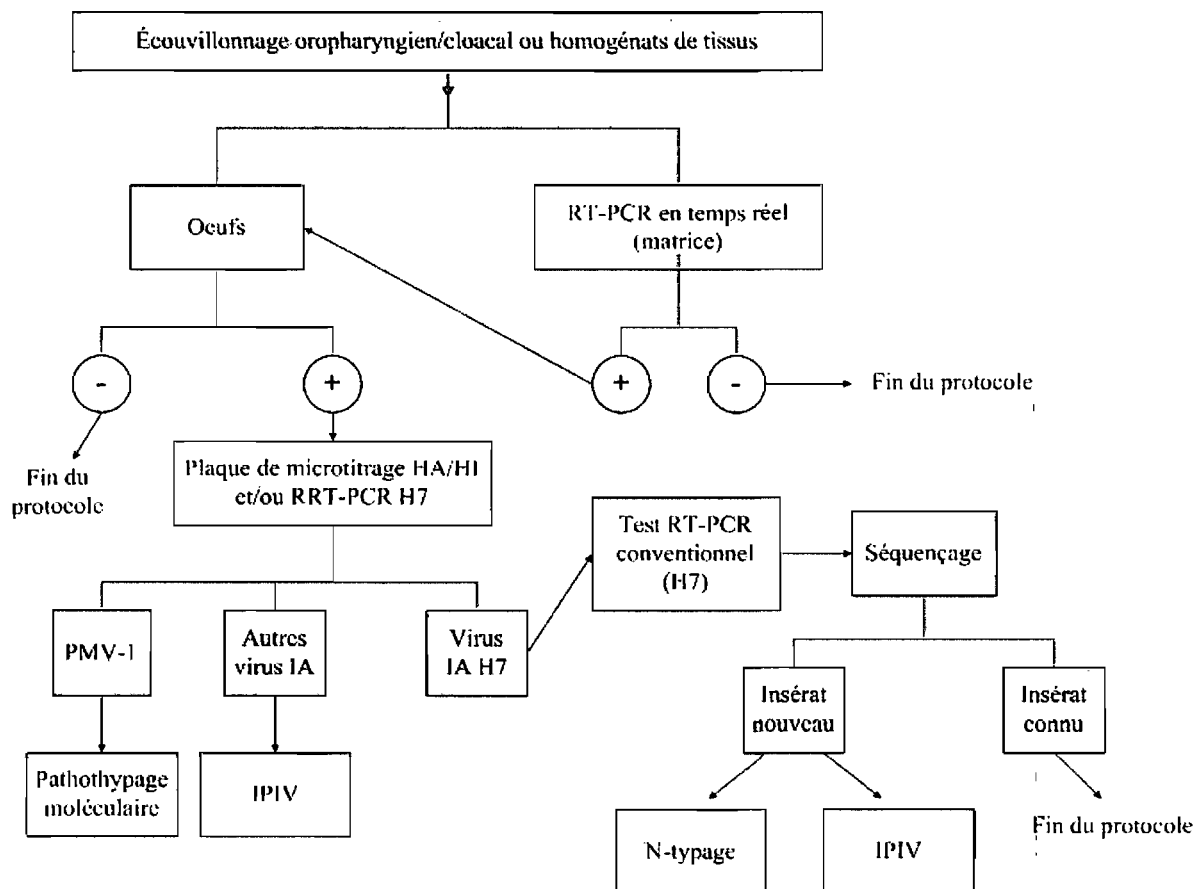 Écouvillonnage oropharyngien/cloacal ou homogénats de tissus
Oeufs
RT-PCR en temps réel
(matrice)
-
+
+
-
Fin du protocole
Fin du
protocole
Plaque de microtitrage HA/HI
et/ou RRT-PCR H7
Test RT-PCR
conventionnel
(H7)
Séquençage
PMV-1
Autres
virus IA
Virus
IA H7
Insérat
nouveau
Insérat
connu
Pathothypage
moléculaire
IPIV
N-typage
IPIV
Fin du protocole